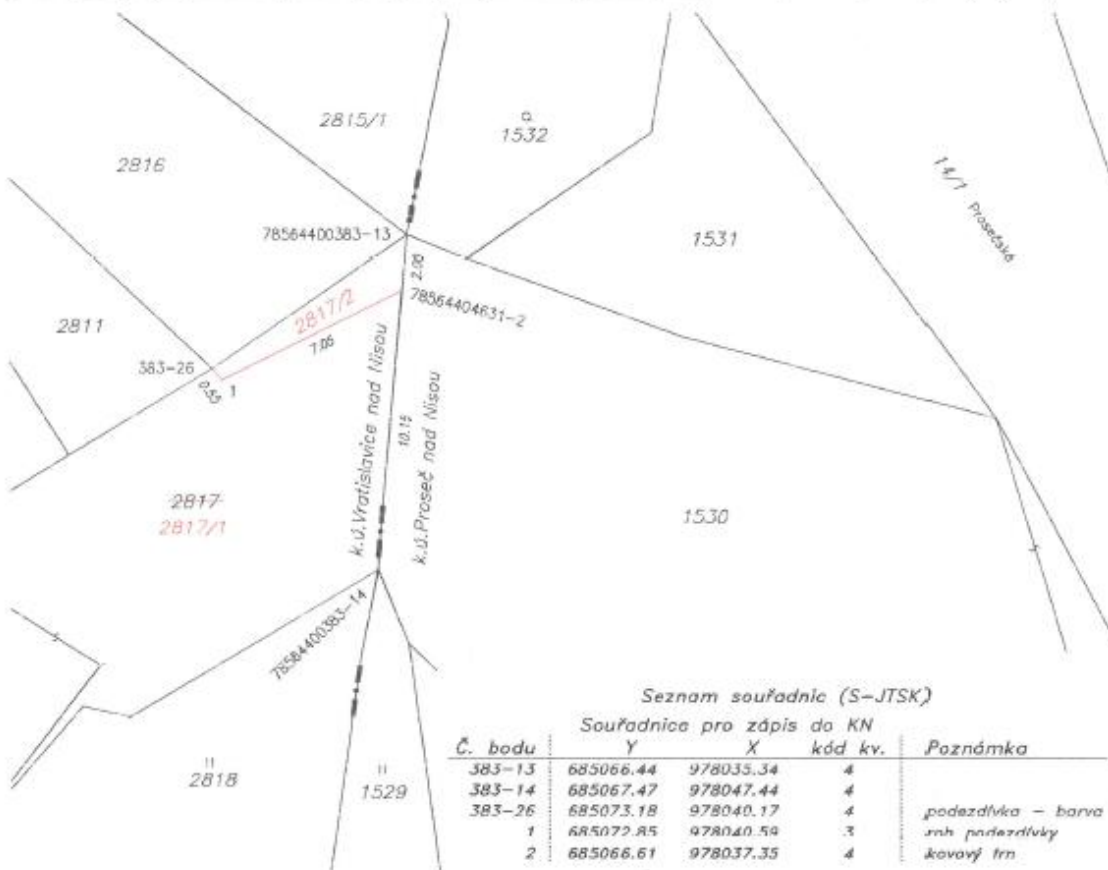 2815/1
1532
2816
14/1 Prosečská
78564400383-13
1531
2.00
78564404631-2
2817/2
7.05
2811
383-26
0.55
1
k.ú.Vratislavice nad Nisou
10.15
k.ú.Proseč nad Nisou
2817
2817/1
1530
78564400383-14
2818
1529
Seznam souřadnic (S-JTSK)
Souřadnice pro zápis do KN
Č. bodu Y X kód kv. Poznámka
383-13 685066.44 978035.34 4
383-14 685067.47 978047.44 4
383-26 685073.18 978040.17 4 podezdívka - barva
1 685072.85 978040.59 3 roh podezdívky
2 685066.61 978037.35 4 kovový trn